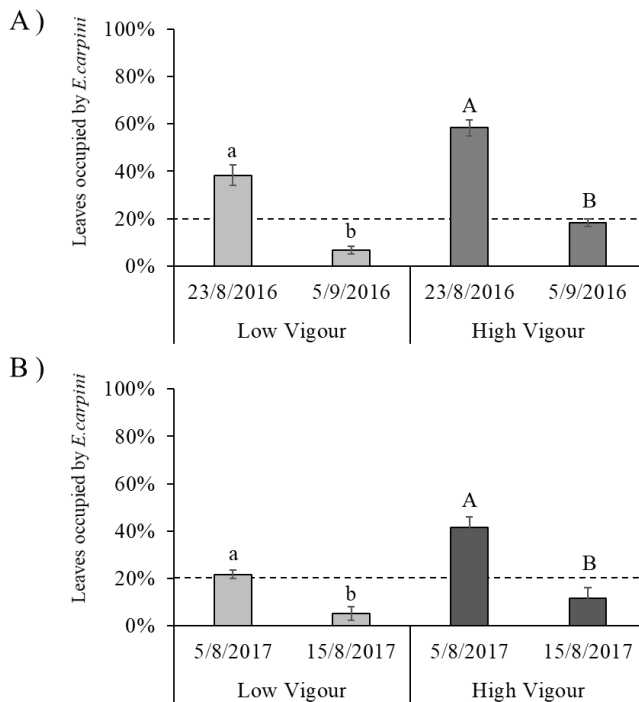 A )
Leaves occupied by E.carpini
100%
80%
60%
40%
20%
0%
a
b
A
B
23/8/2016 5/9/2016 23/8/2016 5/9/2016
Low Vigour High Vigour
B )
Leaves occupied by E.carpini
100%
80%
60%
40%
20%
0%
a
b
A
B
5/8/2017 15/8/2017 5/8/2017 15/8/2017
Low Vigour High Vigour